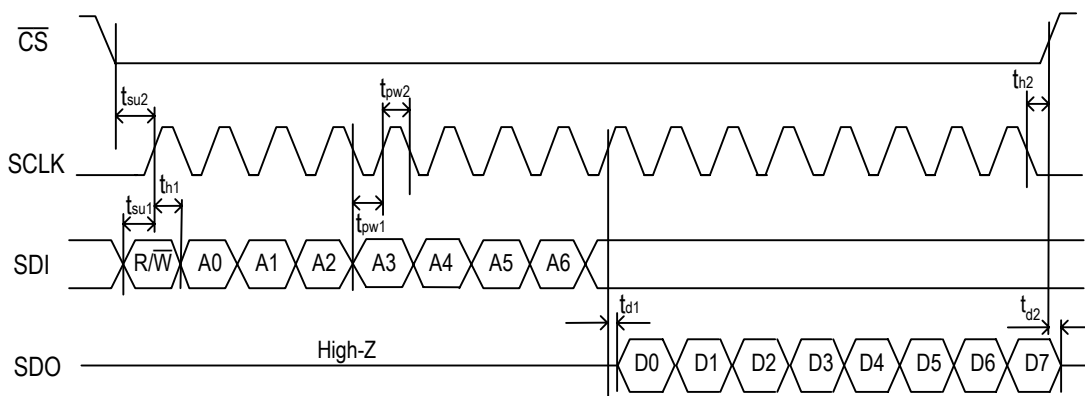 CS
tsu2
tpw2
th2
SCLK
tsu1
th1
tpw1
SDI
R/W
A0
A1
A2
A3
A4
A5
A6
td1
td2
SDO
High-Z
D0
D1
D2
D3
D4
D5
D6
D7